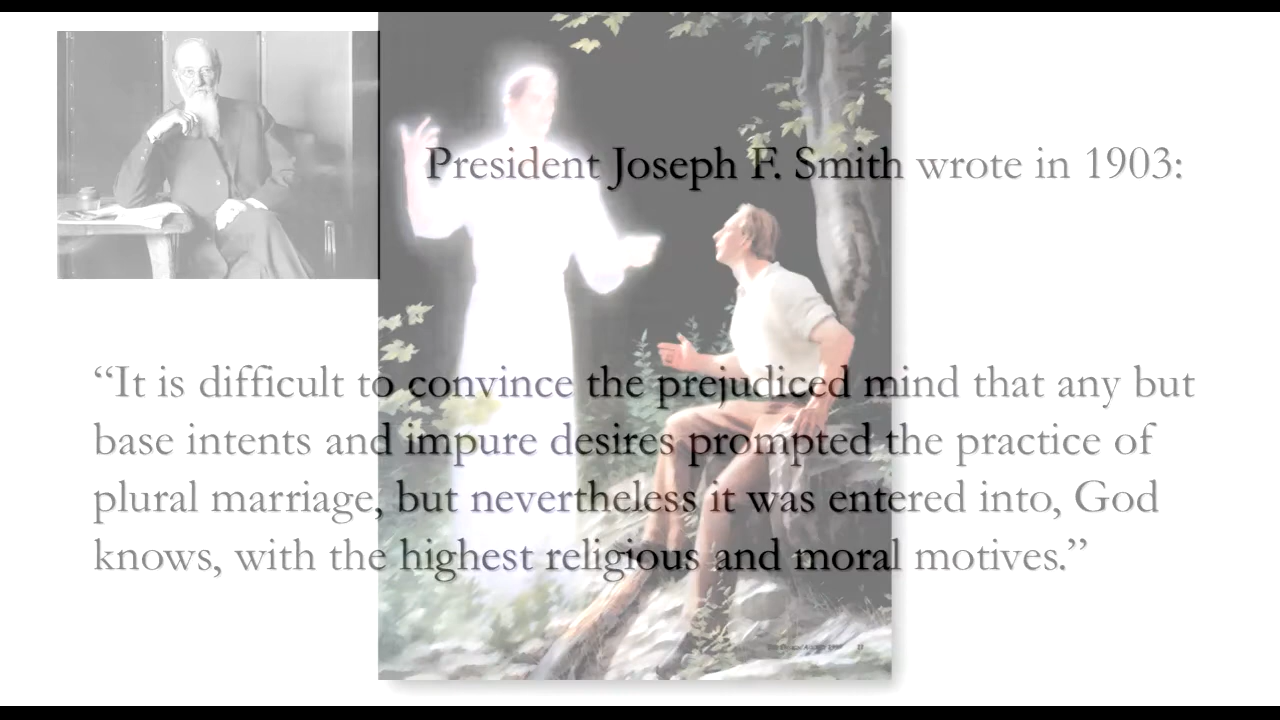 President Joseph F. Smith wrote in 1903:
“It is difficult to convince the prejudiced mind that any but
base intents and impure desires prompted the practice of
plural marriage, but nevertheless it was entered into, God
knows, with the highest religious and moral motives.”